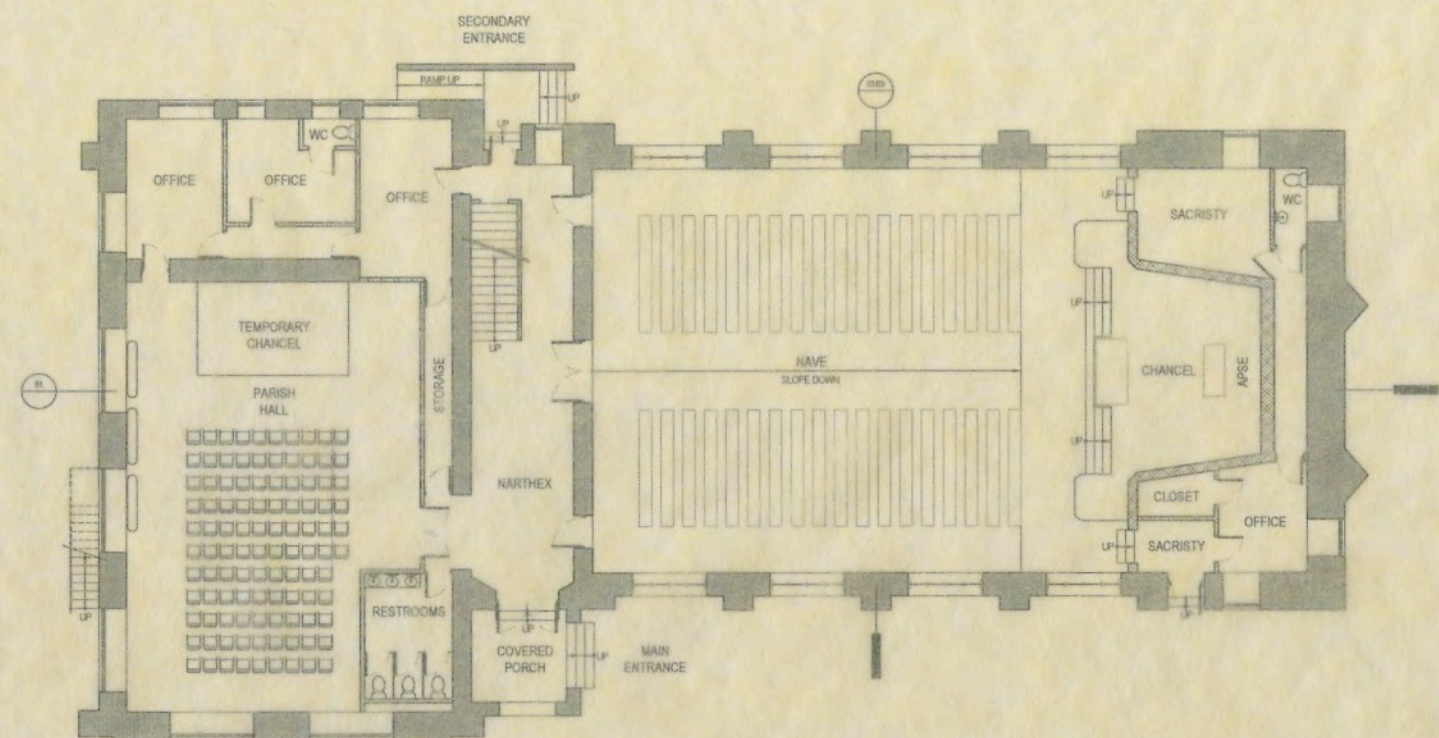 SECONDARY
ENTRANCE
RAMP UP
UP
UP
WC
OFFICE
OFFICE
OFFICE
UP
SACRISTY
WC
UP
TEMPORARY
CHANCEL
PARISH
HALL
STORAGE
UP
NAVE
SLOPE DOWN
CHANCEL
APSE
UP
NARTHEX
CLOSET
OFFICE
SACRISTY
UP
UP
UP
RESTROOMS
UP
COVERED
PORCH
UP
MAIN
ENTRANCE